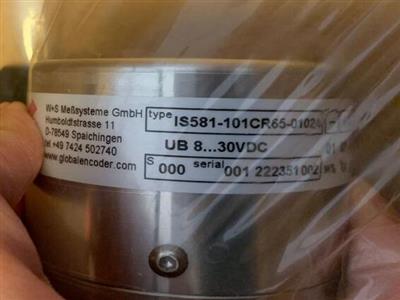 W+S Meßsysteme GmbH
Humboldtstrasse 11
D-78549 Spaichingen
tel +49 7424 502740
www.globalencoder.com
type IS581-101CR65-01024
UB 8...30VDC
S 000 serial 001 222351002